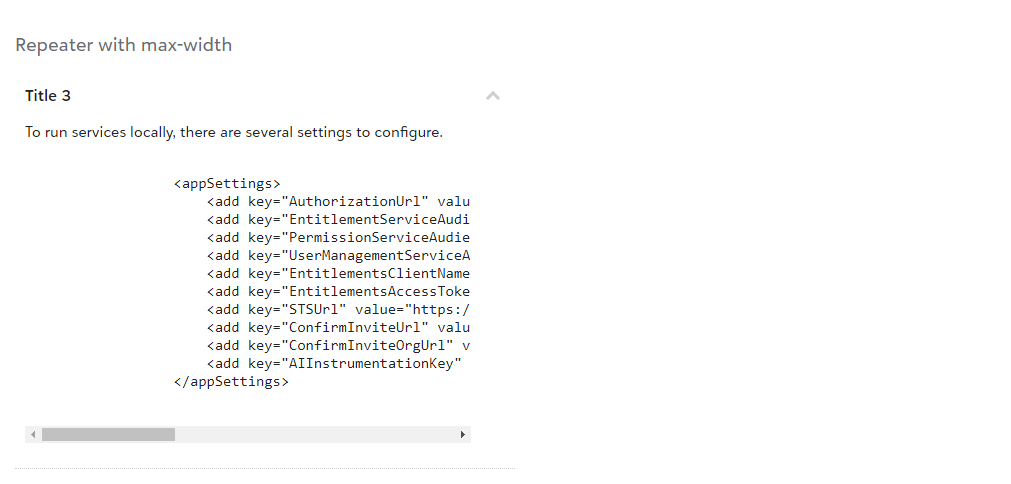 Repeater with max-width
Title 3
To run services locally, there are several settings to configure.
<appSettings>
<add key="AuthorizationUrl" valu
<add key="EntitlementServiceAudi
<add key="PermissionServiceAudie
<add key="UserManagementServiceA
<add key="EntitlementsClientName
<add key="EntitlementsAccessToke
<add key="STSUrl" value="https:/
<add key="ConfirmInviteUrl" valu
<add key="ConfirmInviteOrgUrl" v
<add key="AIInstrumentationKey"
</appSettings>